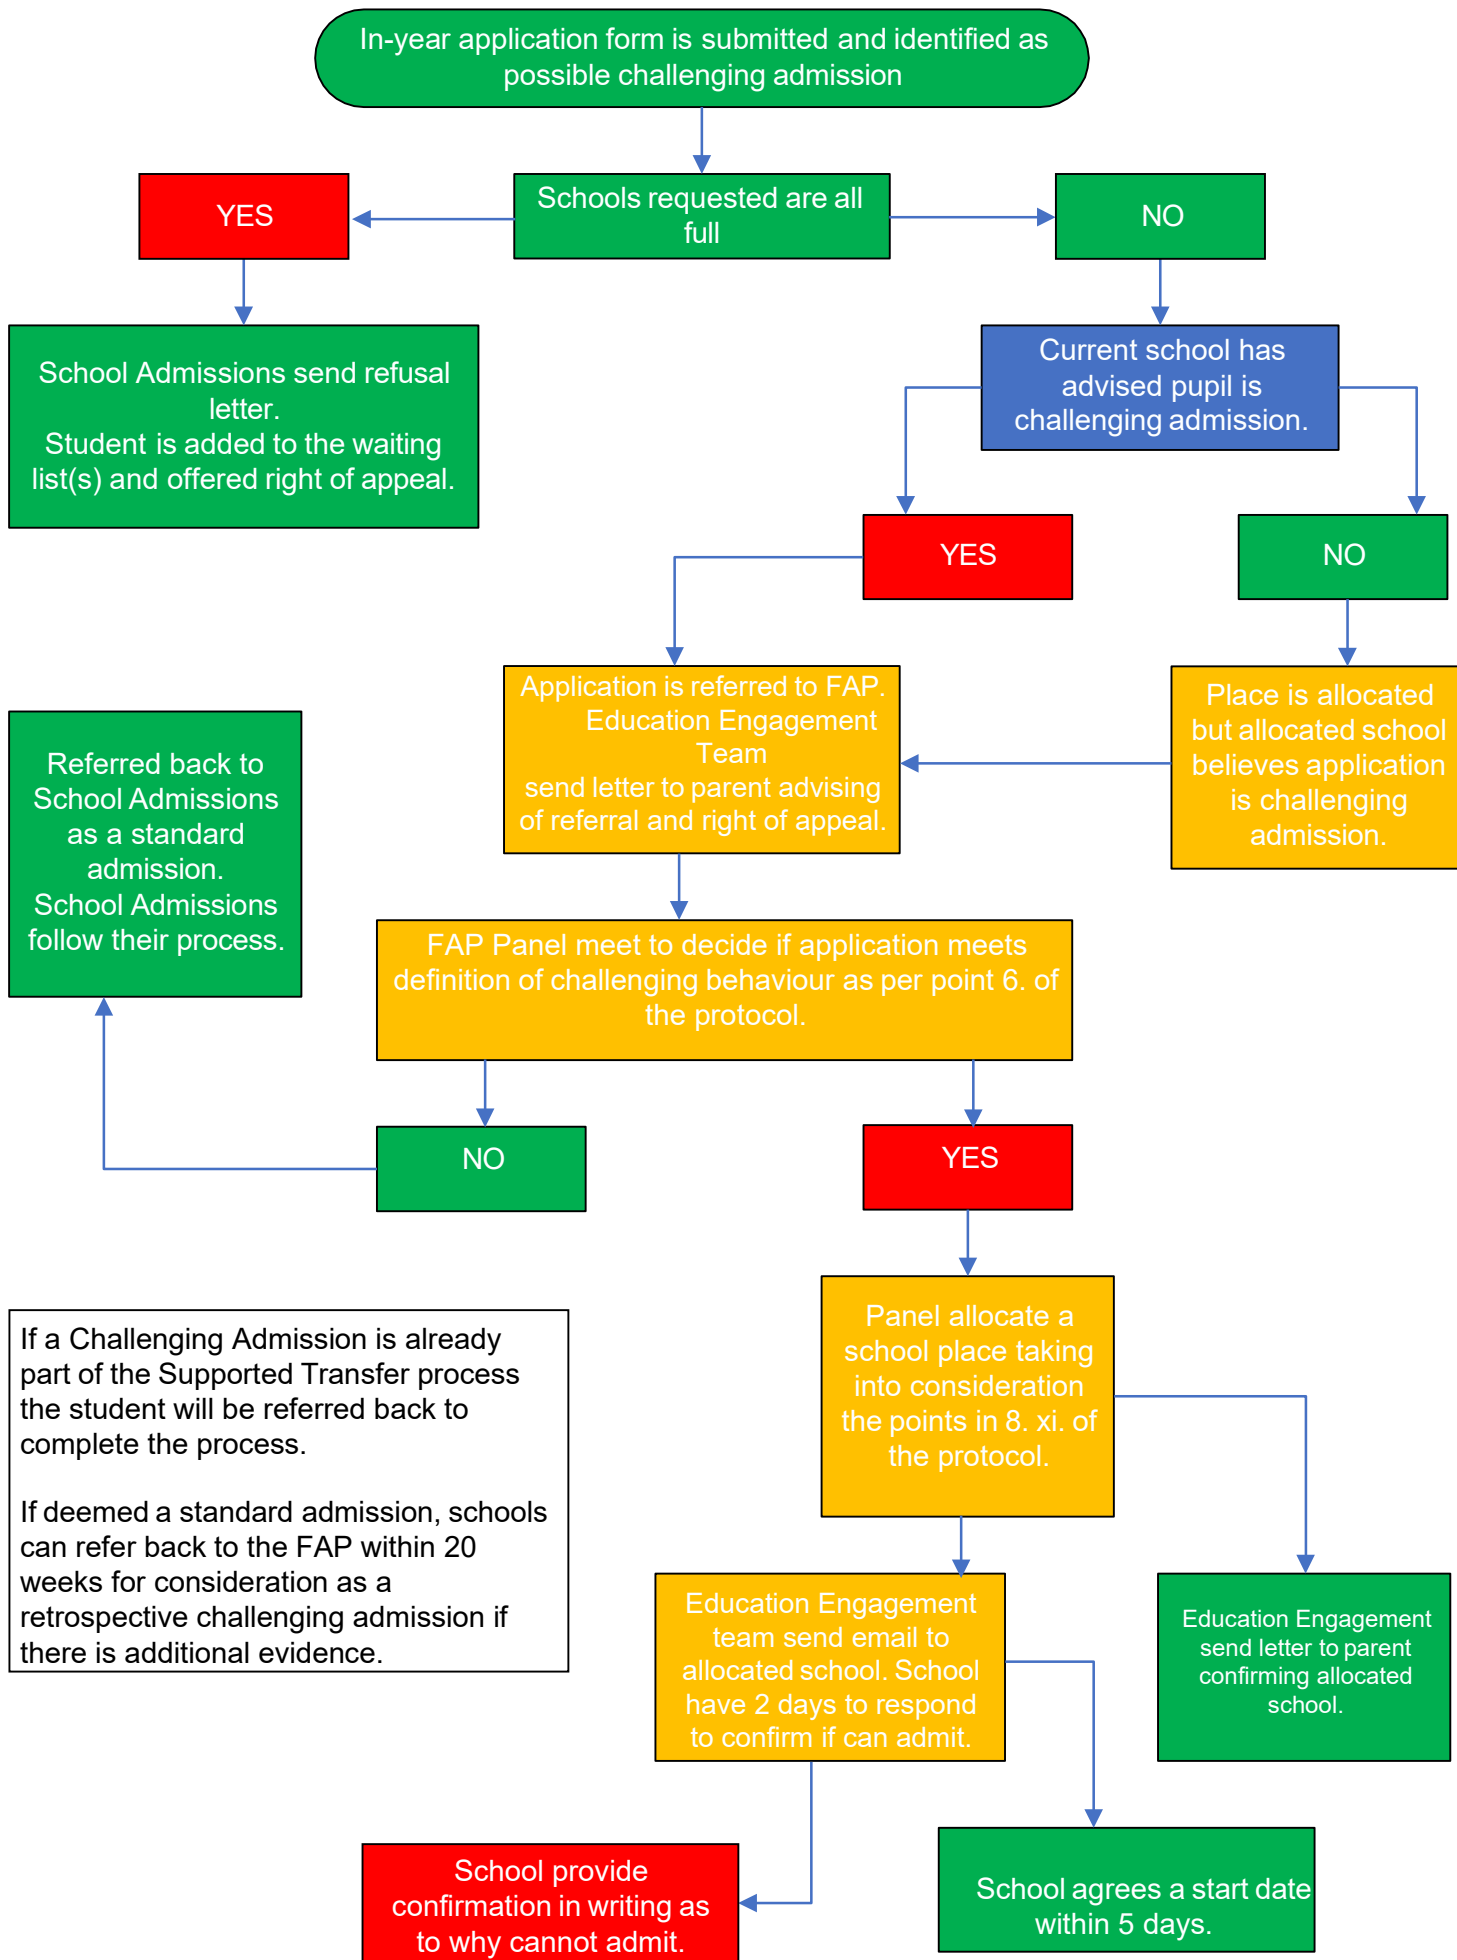 In-year application form is submitted and identified as
possible challenging admission
YES
Schools requested are all
full
NO
School Admissions send refusal
letter.
Student is added to the waiting
list(s) and offered right of appeal.
Current school has
advised pupil is
challenging admission.
YES
NO
Application is referred to FAP.
Education Engagement
Team
send letter to parent advising
of referral and right of appeal.
Place is allocated
but allocated school
believes application
is challenging
admission.
Referred back to
School Admissions
as a standard
admission.
School Admissions
follow their process.
FAP Panel meet to decide if application meets
definition of challenging behaviour as per point 6. of
the protocol.
NO
YES
Panel allocate a
school place taking
into consideration
the points in 8. xi. of
the protocol.
If a Challenging Admission is already
part of the Supported Transfer process
the student will be referred back to
complete the process.
If deemed a standard admission, schools
can refer back to the FAP within 20
weeks for consideration as a
retrospective challenging admission if
there is additional evidence.
Education Engagement
team send email to
allocated school. School
have 2 days to respond
to confirm if can admit.
Education Engagement
send letter to parent
confirming allocated
school.
School provide
confirmation in writing as
to why cannot admit.
School agrees a start date
within 5 days.